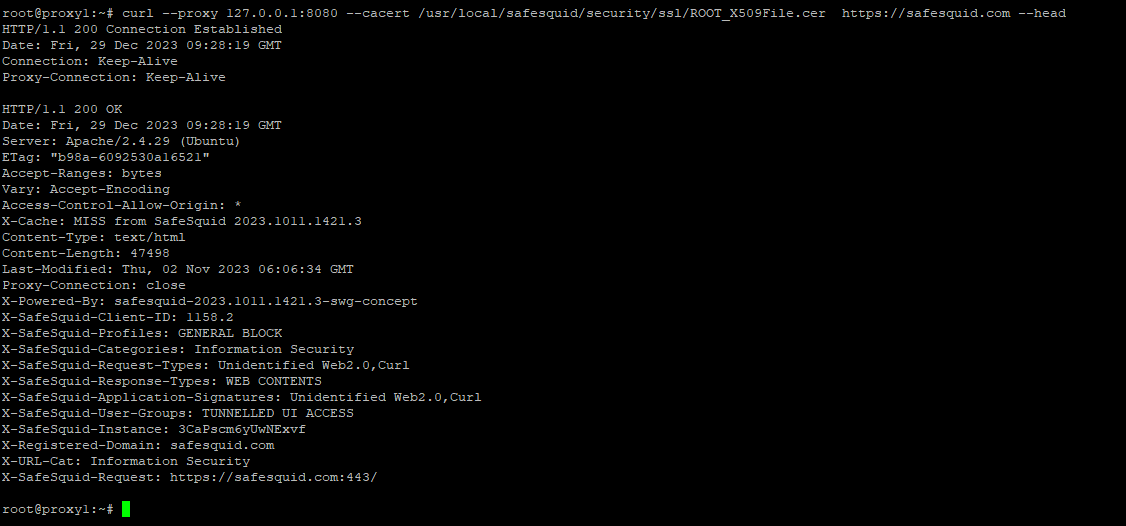 root@proxy1:~# curl --proxy 127.0.0.1:8080 --cacert /usr/local/safesquid/security/ssl/ROOT_X509File.cer  https://safesquid.com --head
HTTP/1.1 200 Connection Established
Date: Fri, 29 Dec 2023 09:28:19 GMT
Connection: Keep-Alive
Proxy-Connection: Keep-Alive

HTTP/1.1 200 OK
Date: Fri, 29 Dec 2023 09:28:19 GMT
Server: Apache/2.4.29 (Ubuntu)
ETag: "b98a-6092530a16521"
Accept-Ranges: bytes
Vary: Accept-Encoding
Access-Control-Allow-Origin: *
X-Cache: MISS from SafeSquid 2023.1011.1421.3
Content-Type: text/html
Content-Length: 47498
Last-Modified: Thu, 02 Nov 2023 06:06:34 GMT
Proxy-Connection: close
X-Powered-By: safesquid-2023.1011.1421.3-swg-concept
X-SafeSquid-Client-ID: 1158.2
X-SafeSquid-Profiles: GENERAL BLOCK
X-SafeSquid-Categories: Information Security
X-SafeSquid-Request-Types: Unidentified Web2.0,Curl
X-SafeSquid-Response-Types: WEB CONTENTS
X-SafeSquid-Application-Signatures: Unidentified Web2.0,Curl
X-SafeSquid-User-Groups: TUNNELLED UI ACCESS
X-SafeSquid-Instance: 3CaPscm6yUwNExvf
X-Registered-Domain: safesquid.com
X-URL-Cat: Information Security
X-SafeSquid-Request: https://safesquid.com:443/

root@proxy1:~#